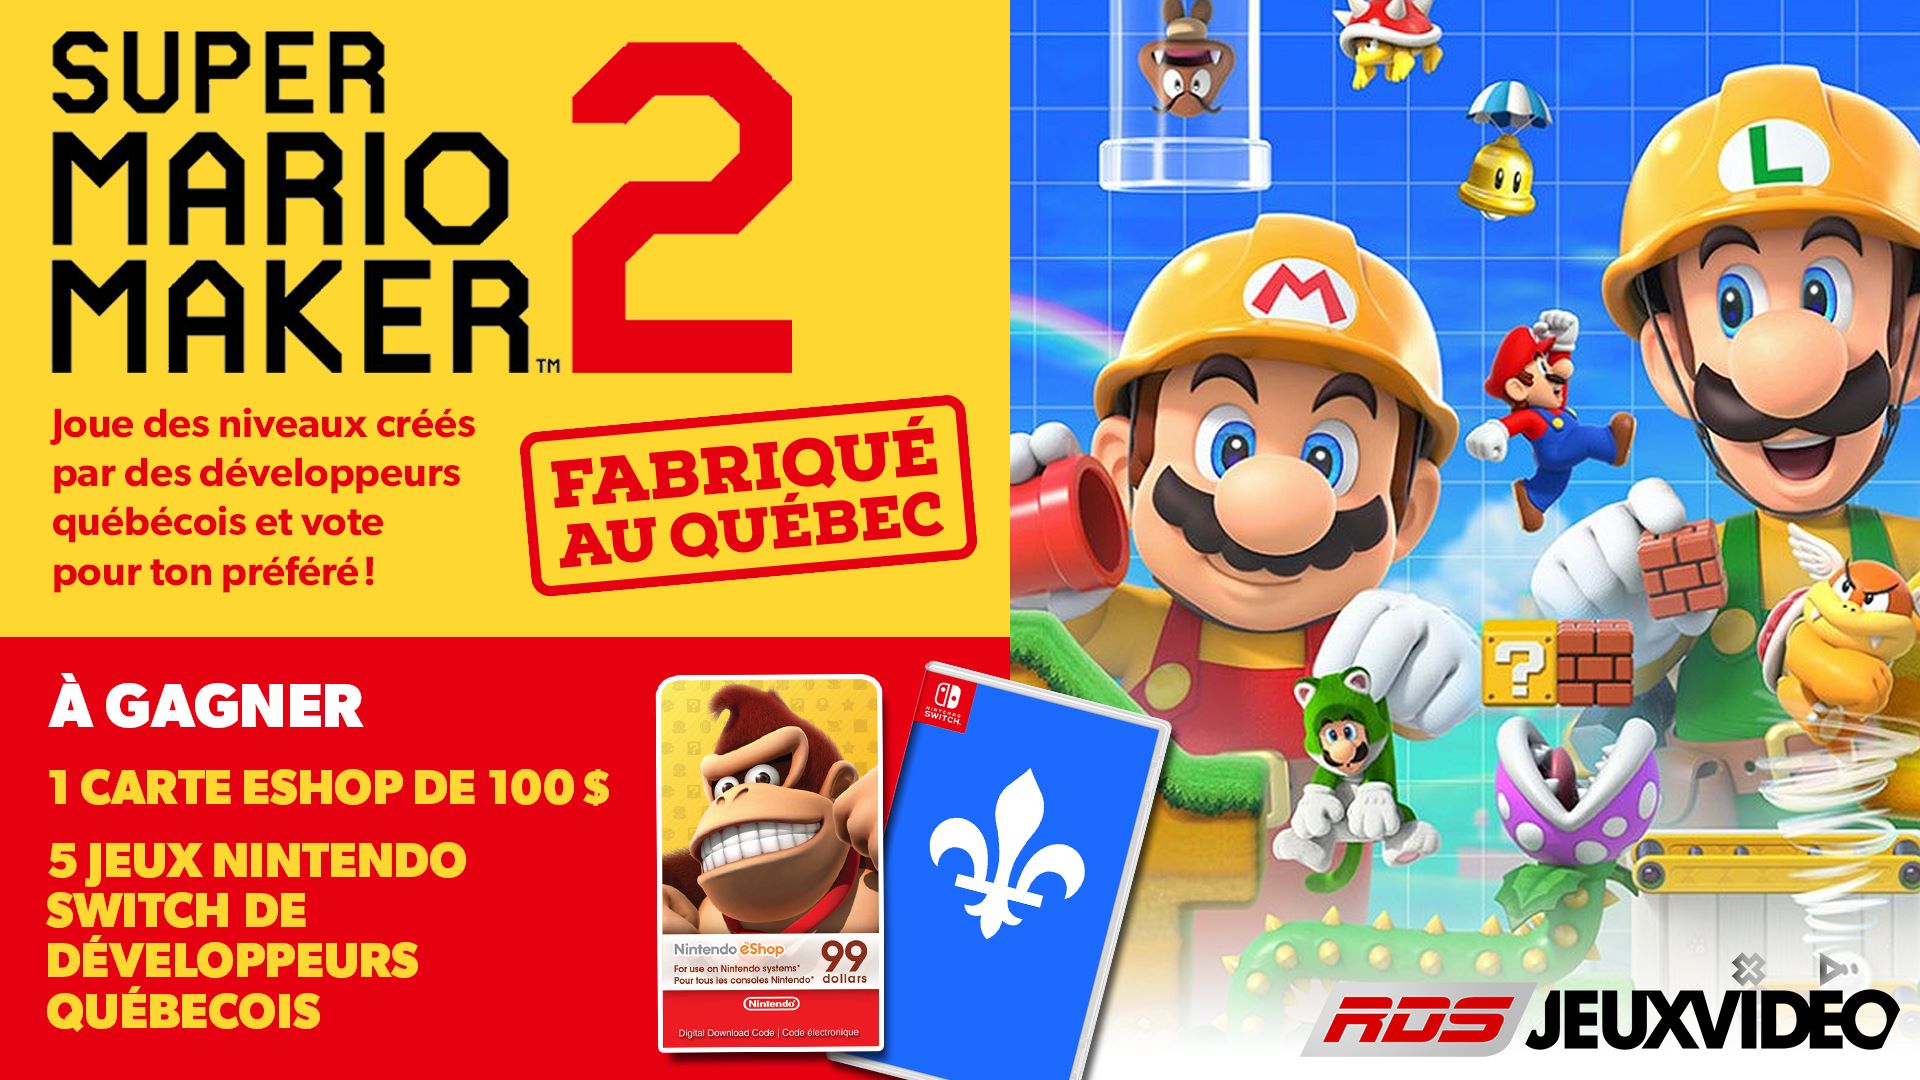 SUPER
MARIO
MAKER™ 2
Joue des niveaux créés
par des développeurs
québécois et vote
pour ton préféré !
FABRIQUÉ
AU QUÉBEC
À GAGNER
1 CARTE ESHOP DE 100 $
5 JEUX NINTENDO
SWITCH DE
DÉVELOPPEURS
QUÉBECOIS
Nintendo eShop
For use on Nintendo systems*
Pour tous les consoles Nintendo*
99
dollars
Nintendo
Digital Download Code | Code électronique
NINTENDO
SWITCH
M
L
?
RDS JEUXVIDEO